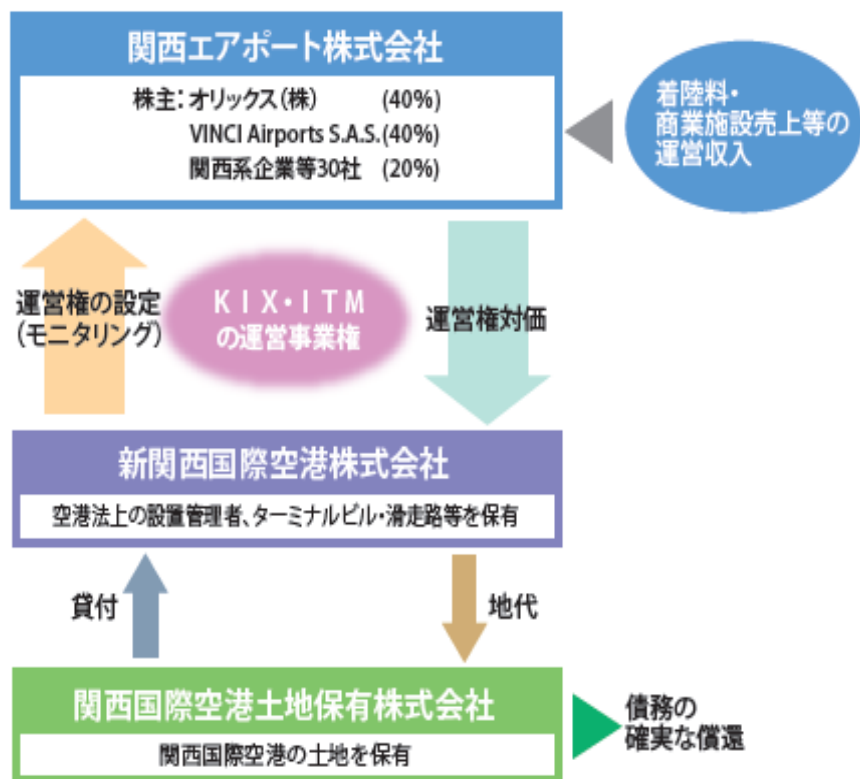 関西エアポート株式会社
株主：オリックス（株） (40%)
VINCI Airports S.A.S.(40%)
関西系企業等30社 (20%)
着陸料・
商業施設売上等の
運営収入
運営権の設定
（モニタリング）
ＫＩＸ・ＩＴＭ
の運営事業権
運営権対価
新関西国際空港株式会社
空港法上の設置管理者、ターミナルビル・滑走路等を保有
貸付
地代
関西国際空港土地保有株式会社
関西国際空港の土地を保有
債務の
確実な償還